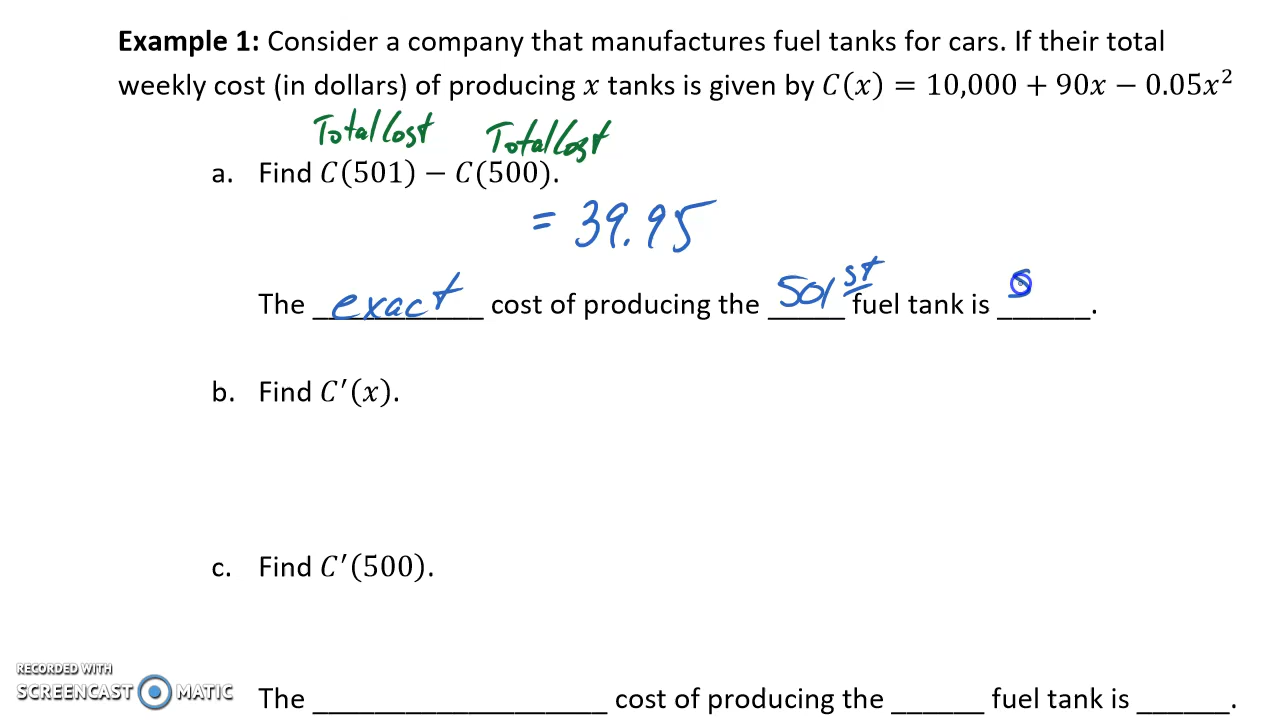 Example 1: Consider a company that manufactures fuel tanks for cars. If their total
weekly cost (in dollars) of producing x tanks is given by C(x) = 10,000 + 90x − 0.05x²
Total Cost Total Cost
a. Find C(501) − C(500).
= 39.95
The exact cost of producing the 501st fuel tank is ______.
b. Find C′(x).
c. Find C′(500).
RECORDED WITH
SCREENCAST MATIC
The ___________________ cost of producing the ______ fuel tank is ______.